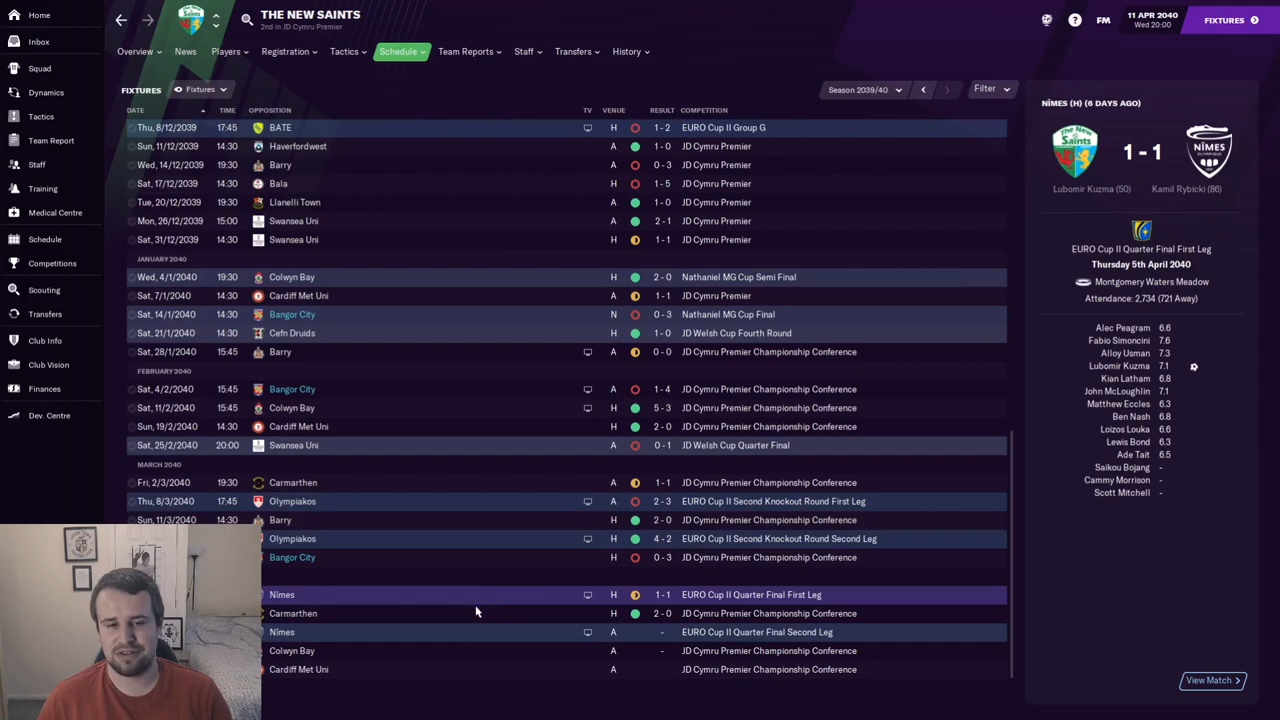 Home
Inbox
Squad
Dynamics
Tactics
Team Report
Staff
Training
Medical Centre
Schedule
Competitions
Scouting
Transfers
Club Info
Club Vision
Finances
Dev. Centre
THE NEW SAINTS
2nd in JD Cymru Premier
FM
11 APR 2040
Wed 20:00
FIXTURES
Overview News Players Registration Tactics Schedule Team Reports Staff Transfers History
FIXTURES Fixtures Season 2039/40 Filter
DATE TIME OPPOSITION TV VENUE RESULT COMPETITION
Thu, 8/12/2039 17:45 BATE H 1 - 2 EURO Cup II Group G
Sun, 11/12/2039 14:30 Haverfordwest A 1 - 0 JD Cymru Premier
Wed, 14/12/2039 19:30 Barry A 0 - 3 JD Cymru Premier
Sat, 17/12/2039 14:30 Bala H 1 - 5 JD Cymru Premier
Tue, 20/12/2039 19:30 Llanelli Town A 1 - 0 JD Cymru Premier
Mon, 26/12/2039 15:00 Swansea Uni A 2 - 1 JD Cymru Premier
Sat, 31/12/2039 14:30 Swansea Uni H 1 - 1 JD Cymru Premier
JANUARY 2040
Wed, 4/1/2040 19:30 Colwyn Bay H 2 - 0 Nathaniel MG Cup Semi Final
Sat, 7/1/2040 14:30 Cardiff Met Uni A 1 - 1 JD Cymru Premier
Sat, 14/1/2040 14:30 Bangor City N 0 - 3 Nathaniel MG Cup Final
Sat, 21/1/2040 14:30 Cefn Druids H 1 - 0 JD Welsh Cup Fourth Round
Sat, 28/1/2040 15:45 Barry A 0 - 0 JD Cymru Premier Championship Conference
FEBRUARY 2040
Sat, 4/2/2040 15:45 Bangor City A 1 - 4 JD Cymru Premier Championship Conference
Sat, 11/2/2040 15:45 Colwyn Bay H 5 - 3 JD Cymru Premier Championship Conference
Sun, 19/2/2040 14:30 Cardiff Met Uni H 2 - 0 JD Cymru Premier Championship Conference
Sat, 25/2/2040 20:00 Swansea Uni A 0 - 1 JD Welsh Cup Quarter Final
MARCH 2040
Fri, 2/3/2040 19:30 Carmarthen A 1 - 1 JD Cymru Premier Championship Conference
Thu, 8/3/2040 17:45 Olympiakos A 2 - 3 EURO Cup II Second Knockout Round First Leg
Sun, 11/3/2040 14:30 Barry H 2 - 0 JD Cymru Premier Championship Conference
Olympiakos H 4 - 2 EURO Cup II Second Knockout Round Second Leg
Bangor City H 0 - 3 JD Cymru Premier Championship Conference
Nîmes H 1 - 1 EURO Cup II Quarter Final First Leg
Carmarthen H 2 - 0 JD Cymru Premier Championship Conference
Nîmes A - EURO Cup II Quarter Final Second Leg
Colwyn Bay A - JD Cymru Premier Championship Conference
Cardiff Met Uni A JD Cymru Premier Championship Conference
NÎMES (H) (6 DAYS AGO)
1 - 1
Lubomir Kuzma (50) Kamil Rybicki (86)
EURO Cup II Quarter Final First Leg
Thursday 5th April 2040
Montgomery Waters Meadow
Attendance: 2,734 (721 Away)
Alec Peagram 6.6
Fabio Simoncini 7.6
Alloy Usman 7.3
Lubomir Kuzma 7.1
Kian Latham 6.8
John McLoughlin 7.1
Matthew Eccles 6.3
Ben Nash 6.8
Loizos Louka 6.6
Lewis Bond 6.3
Ade Tait 6.5
Saikou Bojang -
Cammy Morrison -
Scott Mitchell -
View Match